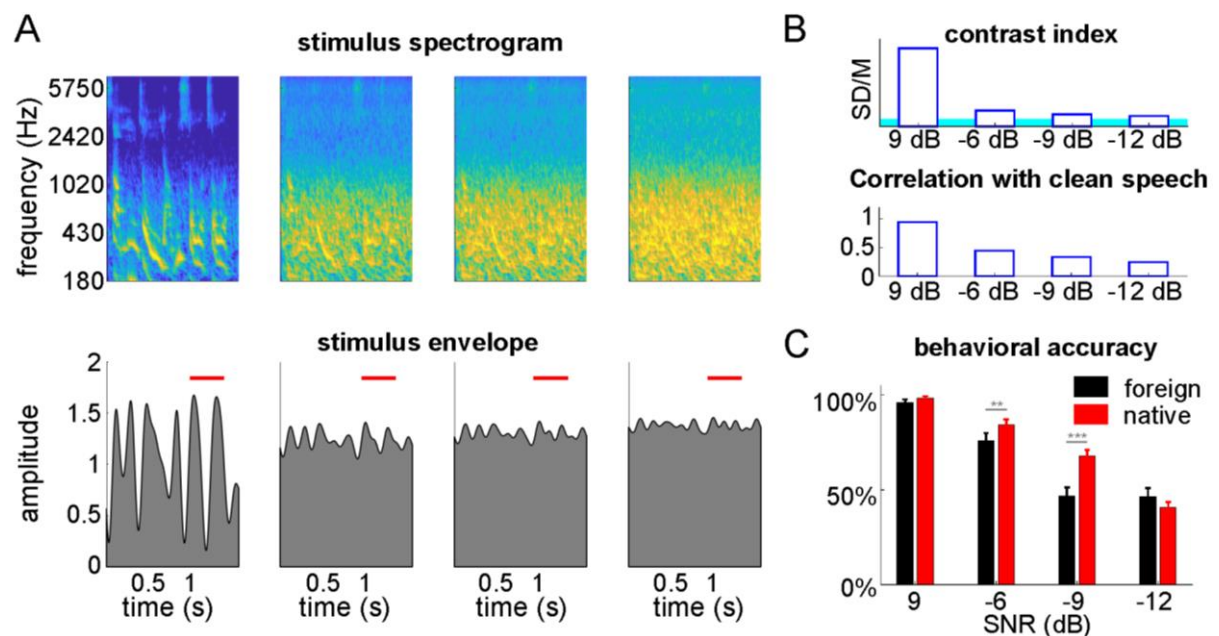 A
stimulus spectrogram
frequency (Hz)
5750
2420
1020
430
180
stimulus envelope
amplitude
2
1.5
1
0.5
0
0.5 1
time (s)
0.5 1
time (s)
0.5 1
time (s)
0.5 1
time (s)
B
contrast index
SD/M
9 dB -6 dB -9 dB -12 dB
Correlation with clean speech
1
0.5
0
9 dB -6 dB -9 dB -12 dB
C
behavioral accuracy
foreign
native
100%
50%
0%
**
***
9 -6 -9 -12
SNR (dB)